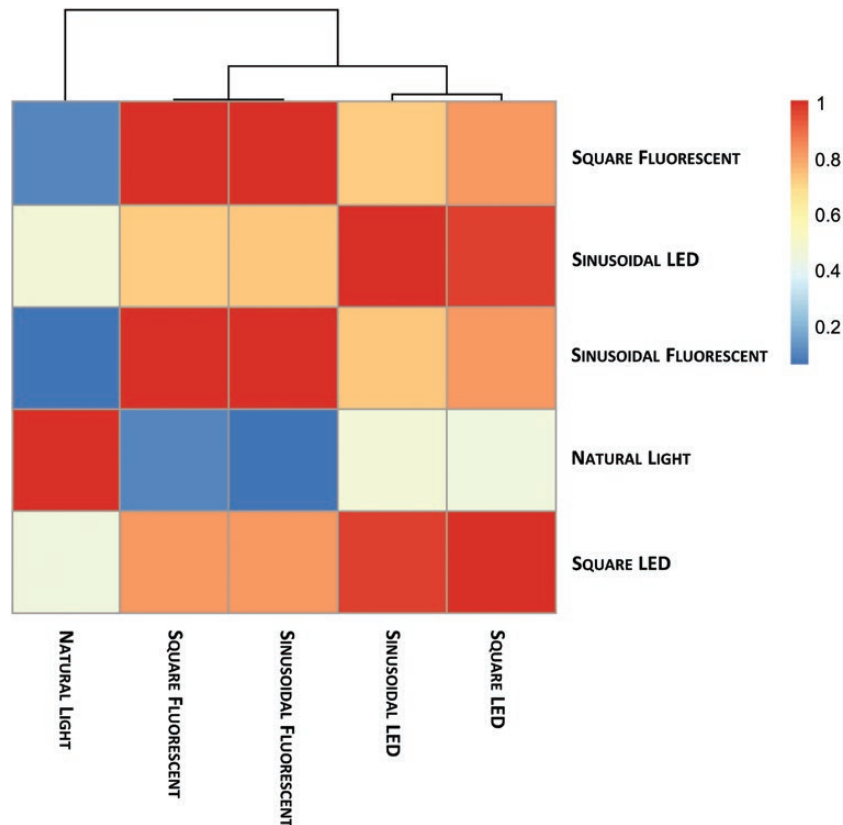 1
SQUARE FLUORESCENT
0.8
0.6
SINUSOIDAL LED
0.4
0.2
SINUSOIDAL FLUORESCENT
NATURAL LIGHT
SQUARE LED
NATURAL LIGHT
SQUARE FLUORESCENT
SINUSOIDAL FLUORESCENT
SINUSOIDAL LED
SQUARE LED